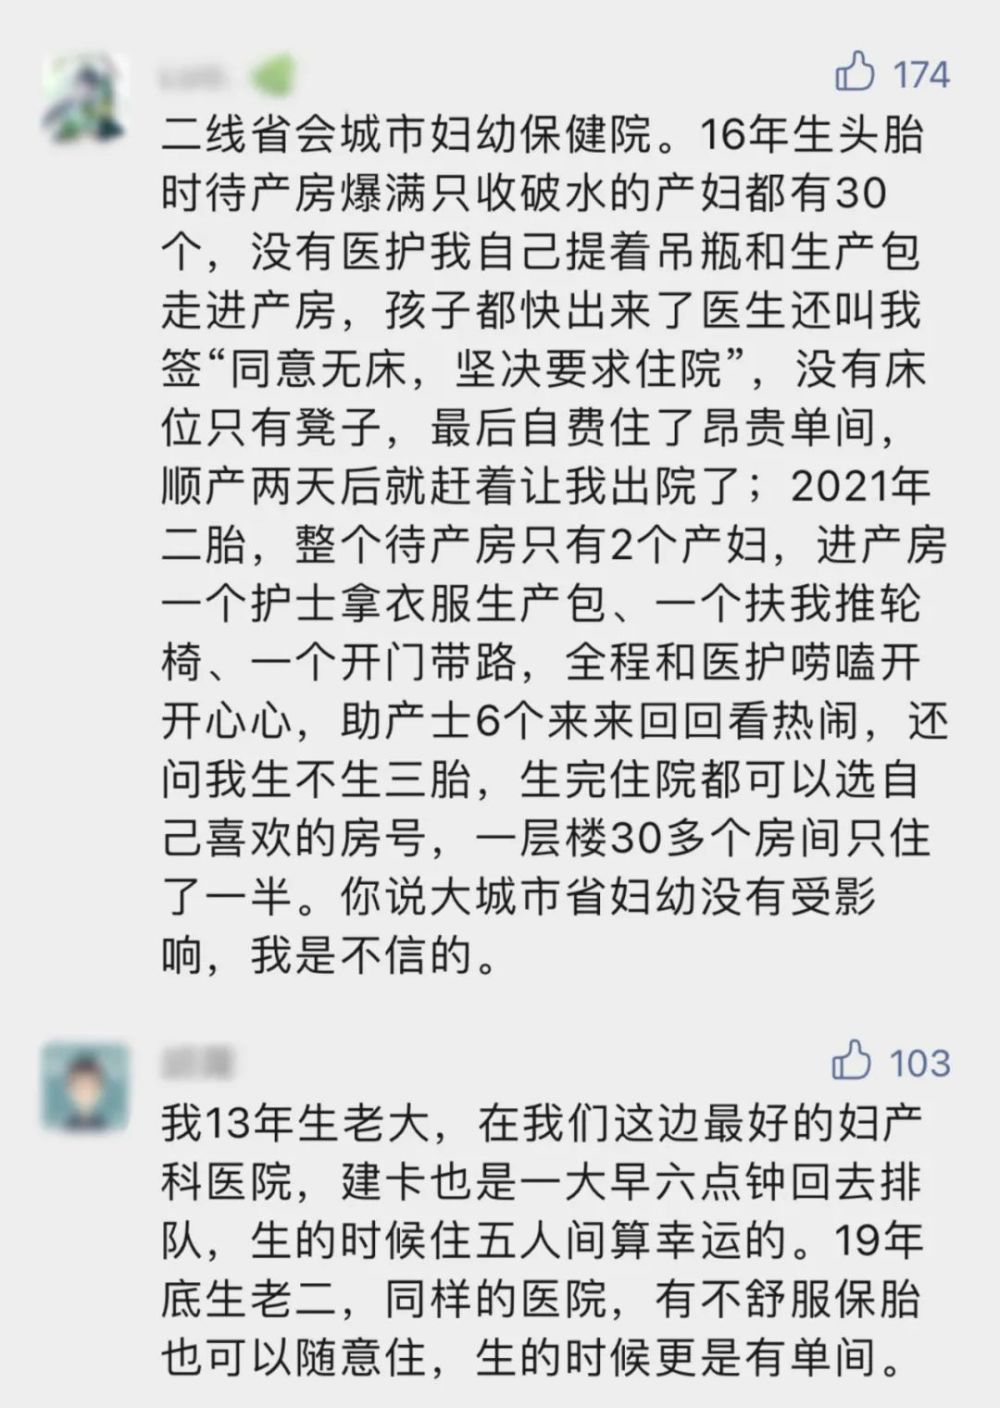 174
二线省会城市妇幼保健院。16年生头胎
时待产房爆满只收破水的产妇都有30
个，没有医护我自己提着吊瓶和生产包
走进产房，孩子都快出来了医生还叫我
签“同意无床，坚决要求住院”，没有床
位只有凳子，最后自费住了昂贵单间，
顺产两天后就赶着让我出院了；2021年
二胎，整个待产房只有2个产妇，进产房
一个护士拿衣服生产包、一个扶我推轮
椅、一个开门带路，全程和医护唠嗑开
开心心，助产士6个来来回回看热闹，还
问我生不生三胎，生完住院都可以选自
己喜欢的房号，一层楼30多个房间只住
了一半。你说大城市省妇幼没有受影
响，我是不信的。
103
我13年生老大，在我们这边最好的妇产
科医院，建卡也是一大早六点钟回去排
队，生的时候住五人间算幸运的。19年
底生老二，同样的医院，有不舒服保胎
也可以随意住，生的时候更是有单间。